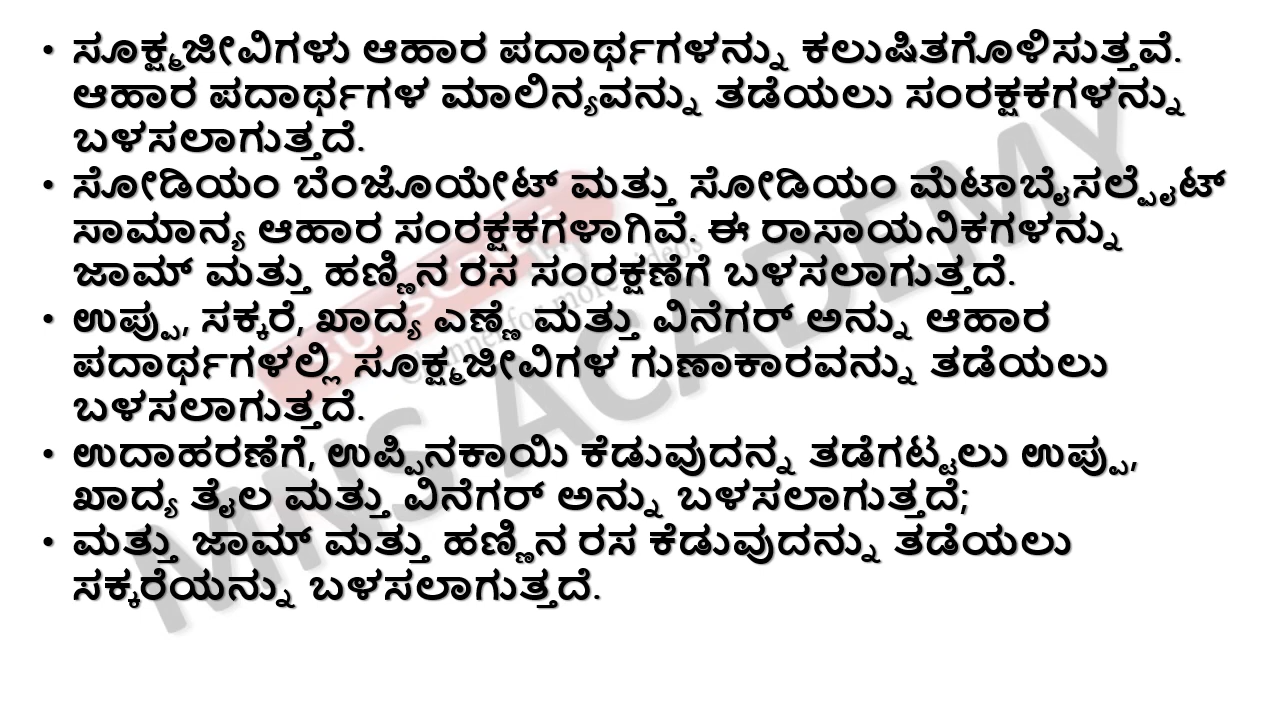 • ಸೂಕ್ಷ್ಮಜೀವಿಗಳು ಆಹಾರ ಪದಾರ್ಥಗಳನ್ನು ಕಲುಷಿತಗೊಳಿಸುತ್ತವೆ.
ಆಹಾರ ಪದಾರ್ಥಗಳ ಮಾಲಿನ್ಯವನ್ನು ತಡೆಯಲು ಸಂರಕ್ಷಕಗಳನ್ನು
ಬಳಸಲಾಗುತ್ತದೆ.
• ಸೋಡಿಯಂ ಬೆಂಜೊಯೇಟ್ ಮತ್ತು ಸೋಡಿಯಂ ಮೆಟಾಬೈಸಲ್ಪೈಟ್
ಸಾಮಾನ್ಯ ಆಹಾರ ಸಂರಕ್ಷಕಗಳಾಗಿವೆ. ಈ ರಾಸಾಯನಿಕಗಳನ್ನು
ಜಾಮ್ ಮತ್ತು ಹಣ್ಣಿನ ರಸ ಸಂರಕ್ಷಣೆಗೆ ಬಳಸಲಾಗುತ್ತದೆ.
• ಉಪ್ಪು, ಸಕ್ಕರೆ, ಖಾದ್ಯ ಎಣ್ಣೆ ಮತ್ತು ವಿನೆಗರ್ ಅನ್ನು ಆಹಾರ
ಪದಾರ್ಥಗಳಲ್ಲಿ ಸೂಕ್ಷ್ಮಜೀವಿಗಳ ಗುಣಾಕಾರವನ್ನು ತಡೆಯಲು
ಬಳಸಲಾಗುತ್ತದೆ.
• ಉದಾಹರಣೆಗೆ, ಉಪ್ಪಿನಕಾಯಿ ಕೆಡುವುದನ್ನ ತಡೆಗಟ್ಟಲು ಉಪ್ಪು,
ಖಾದ್ಯ ತೈಲ ಮತ್ತು ವಿನೆಗರ್ ಅನ್ನು ಬಳಸಲಾಗುತ್ತದೆ;
• ಮತ್ತು ಜಾಮ್ ಮತ್ತು ಹಣ್ಣಿನ ರಸ ಕೆಡುವುದನ್ನು ತಡೆಯಲು
ಸಕ್ಕರೆಯನ್ನು ಬಳಸಲಾಗುತ್ತದೆ.
MNS ACADEMY